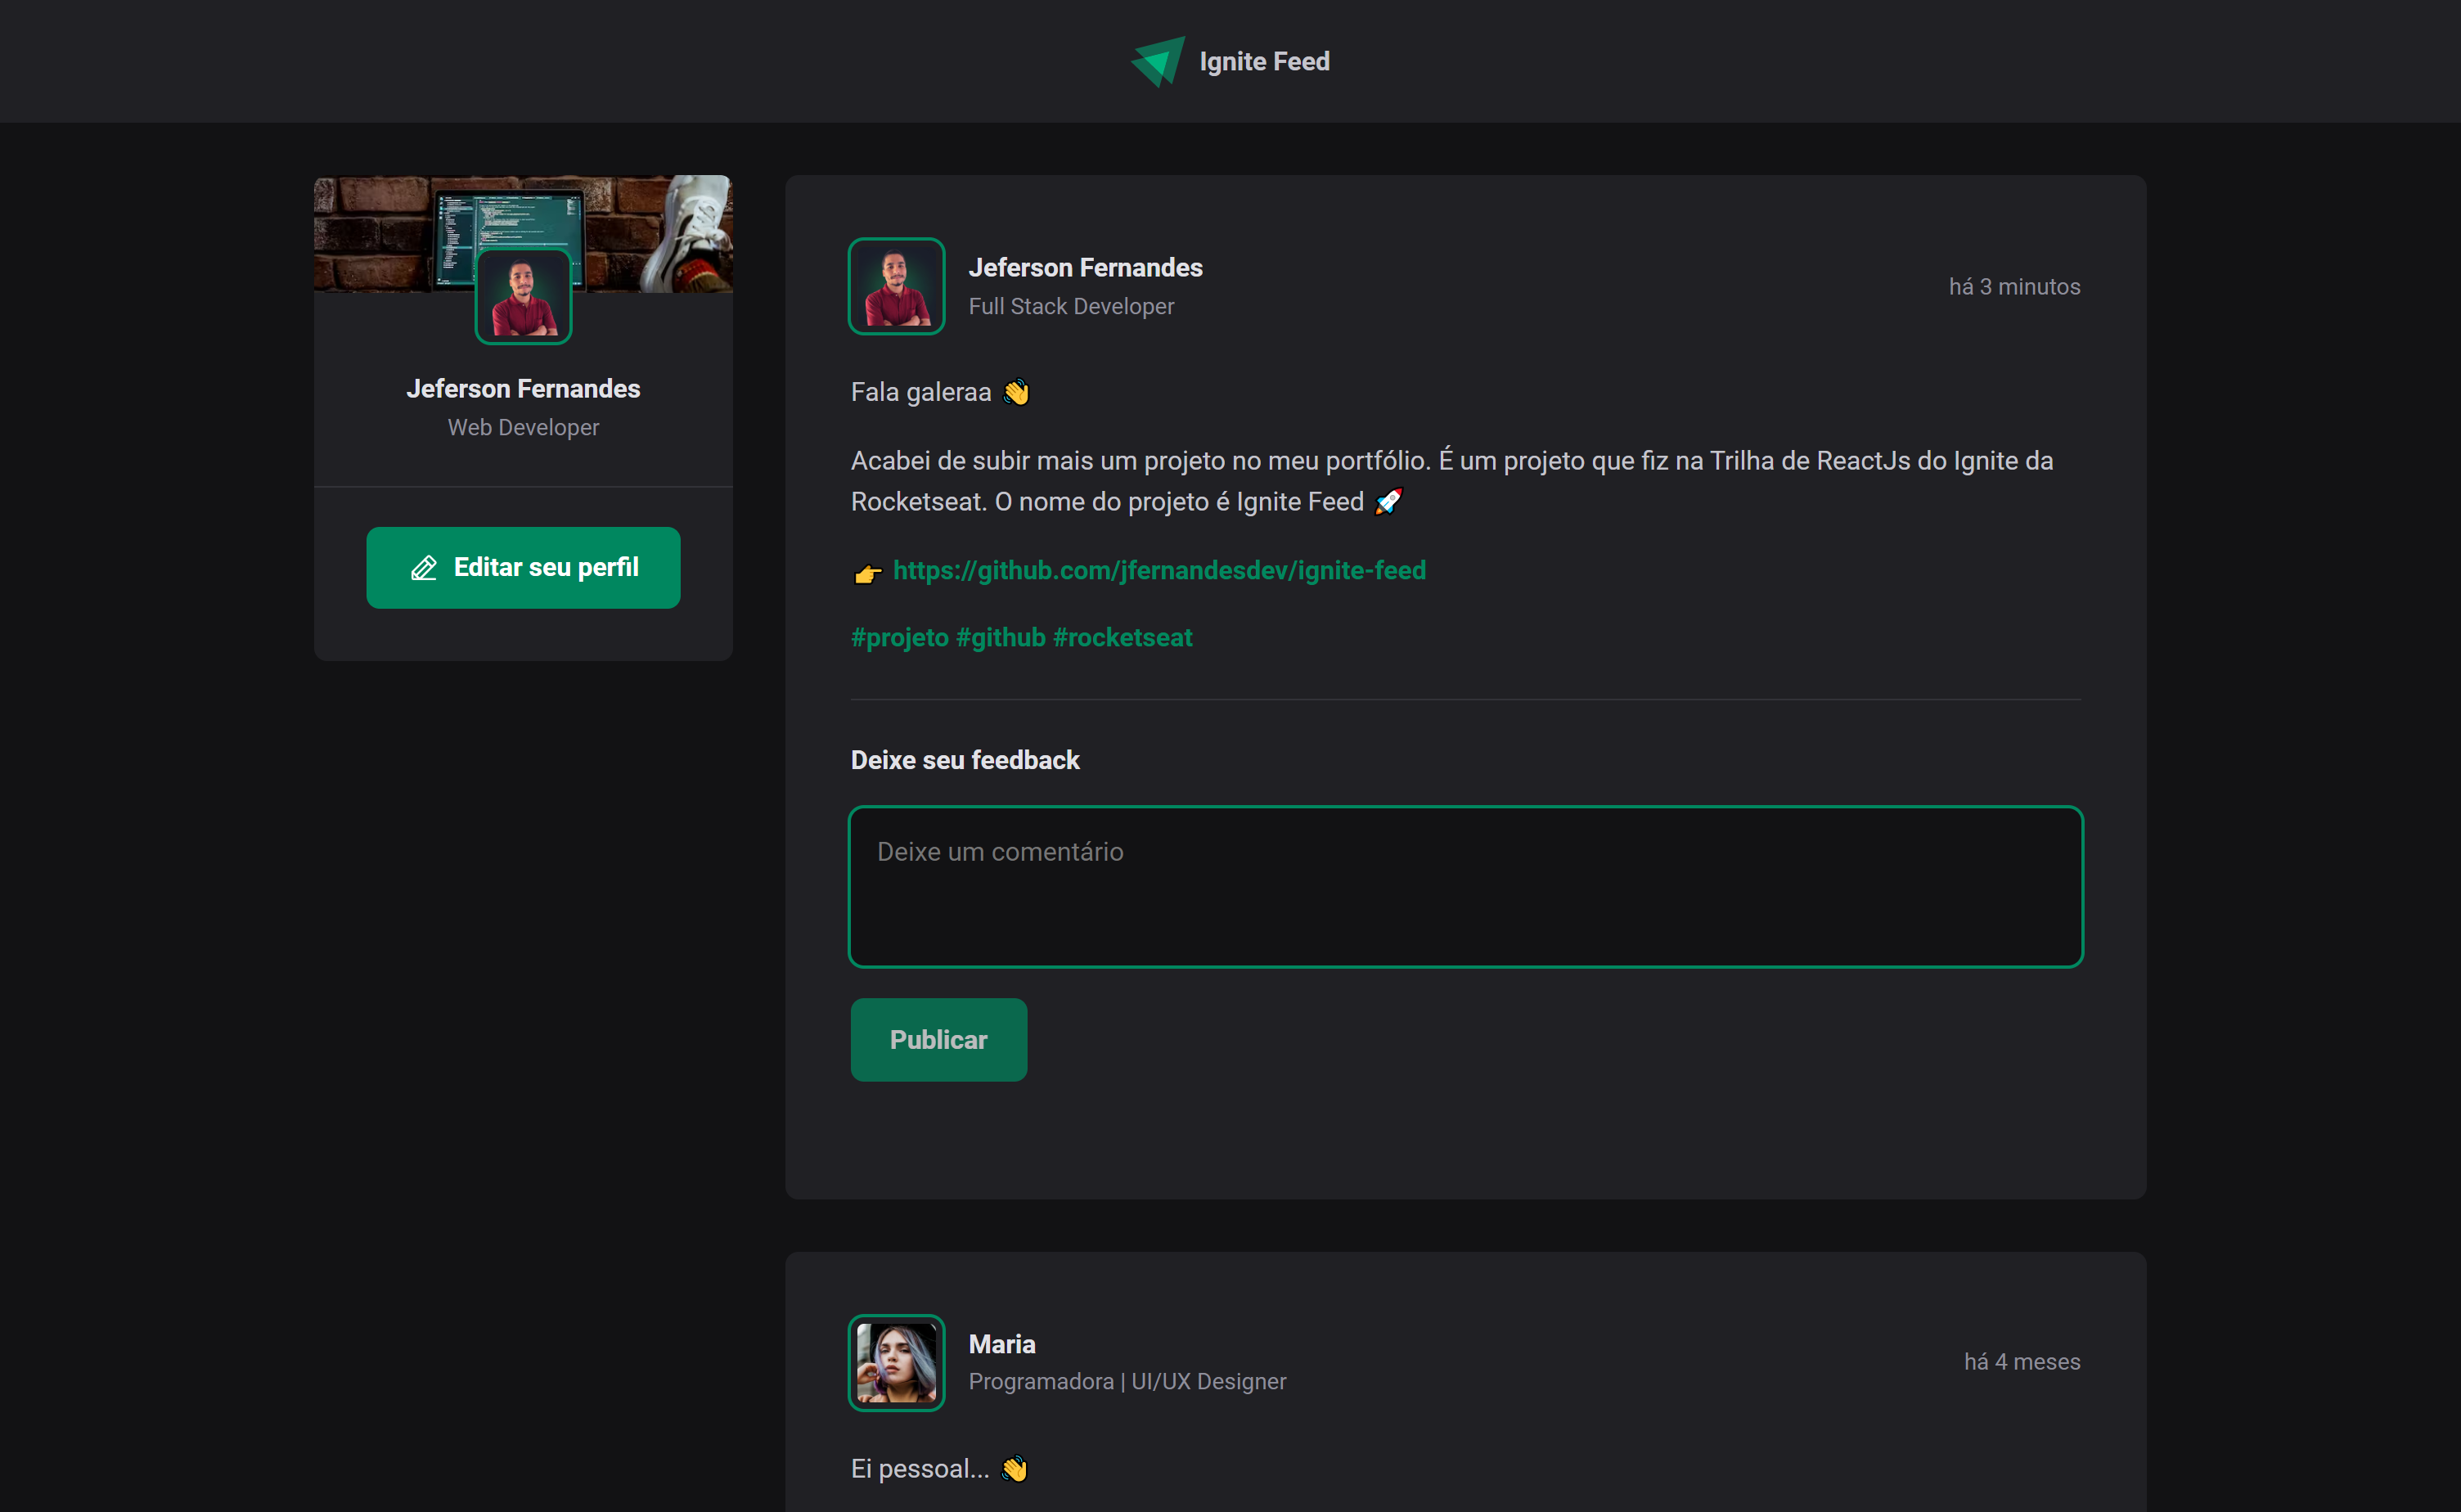 Ignite Feed
Jeferson Fernandes
Web Developer
Editar seu perfil
Jeferson Fernandes
Full Stack Developer
há 3 minutos
Fala galeraa 👋
Acabei de subir mais um projeto no meu portfólio. É um projeto que fiz na Trilha de ReactJs do Ignite da
Rocketseat. O nome do projeto é Ignite Feed 🚀
👉 https://github.com/jfernandesdev/ignite-feed
#projeto #github #rocketseat
Deixe seu feedback
Deixe um comentário
Publicar
Maria
Programadora | UI/UX Designer
há 4 meses
Ei pessoal... 👋